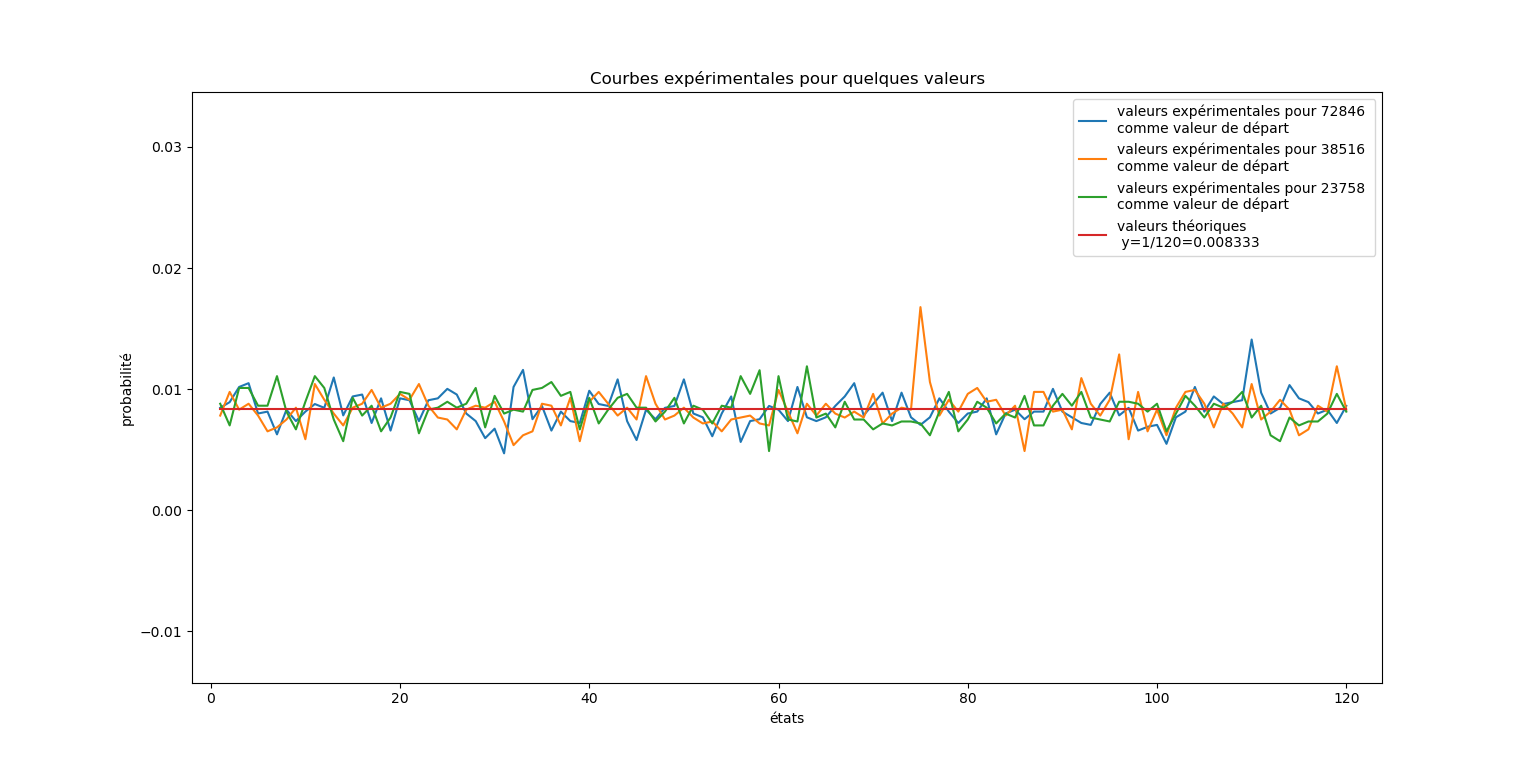 Courbes expérimentales pour quelques valeurs
valeurs expérimentales pour 72846
comme valeur de départ
valeurs expérimentales pour 38516
comme valeur de départ
valeurs expérimentales pour 23758
comme valeur de départ
valeurs théoriques
y=1/120=0.008333
probabilité
0.03
0.02
0.01
0.00
−0.01
0 20 40 60 80 100 120
états